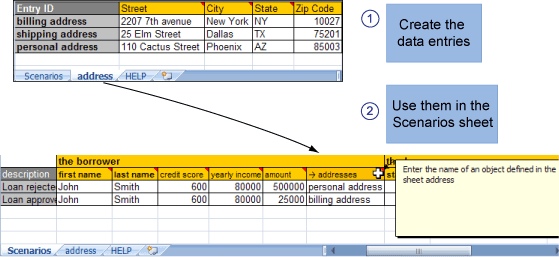 Entry ID Street City State Zip Code
billing address 2207 7th avenue New York NY 10027
shipping address 25 Elm Street Dallas TX 75201
personal address 110 Cactus Street Phoenix AZ 85003
Scenarios address HELP
1 Create the
data entries
2 Use them in the
Scenarios sheet
the borrower
description first name last name credit score yearly income amount → addresses
Loan rejecte John Smith 600 80000 500000 personal address
Loan approve John Smith 600 80000 25000 billing address
Enter the name of an object defined in the
sheet address
Scenarios address HELP